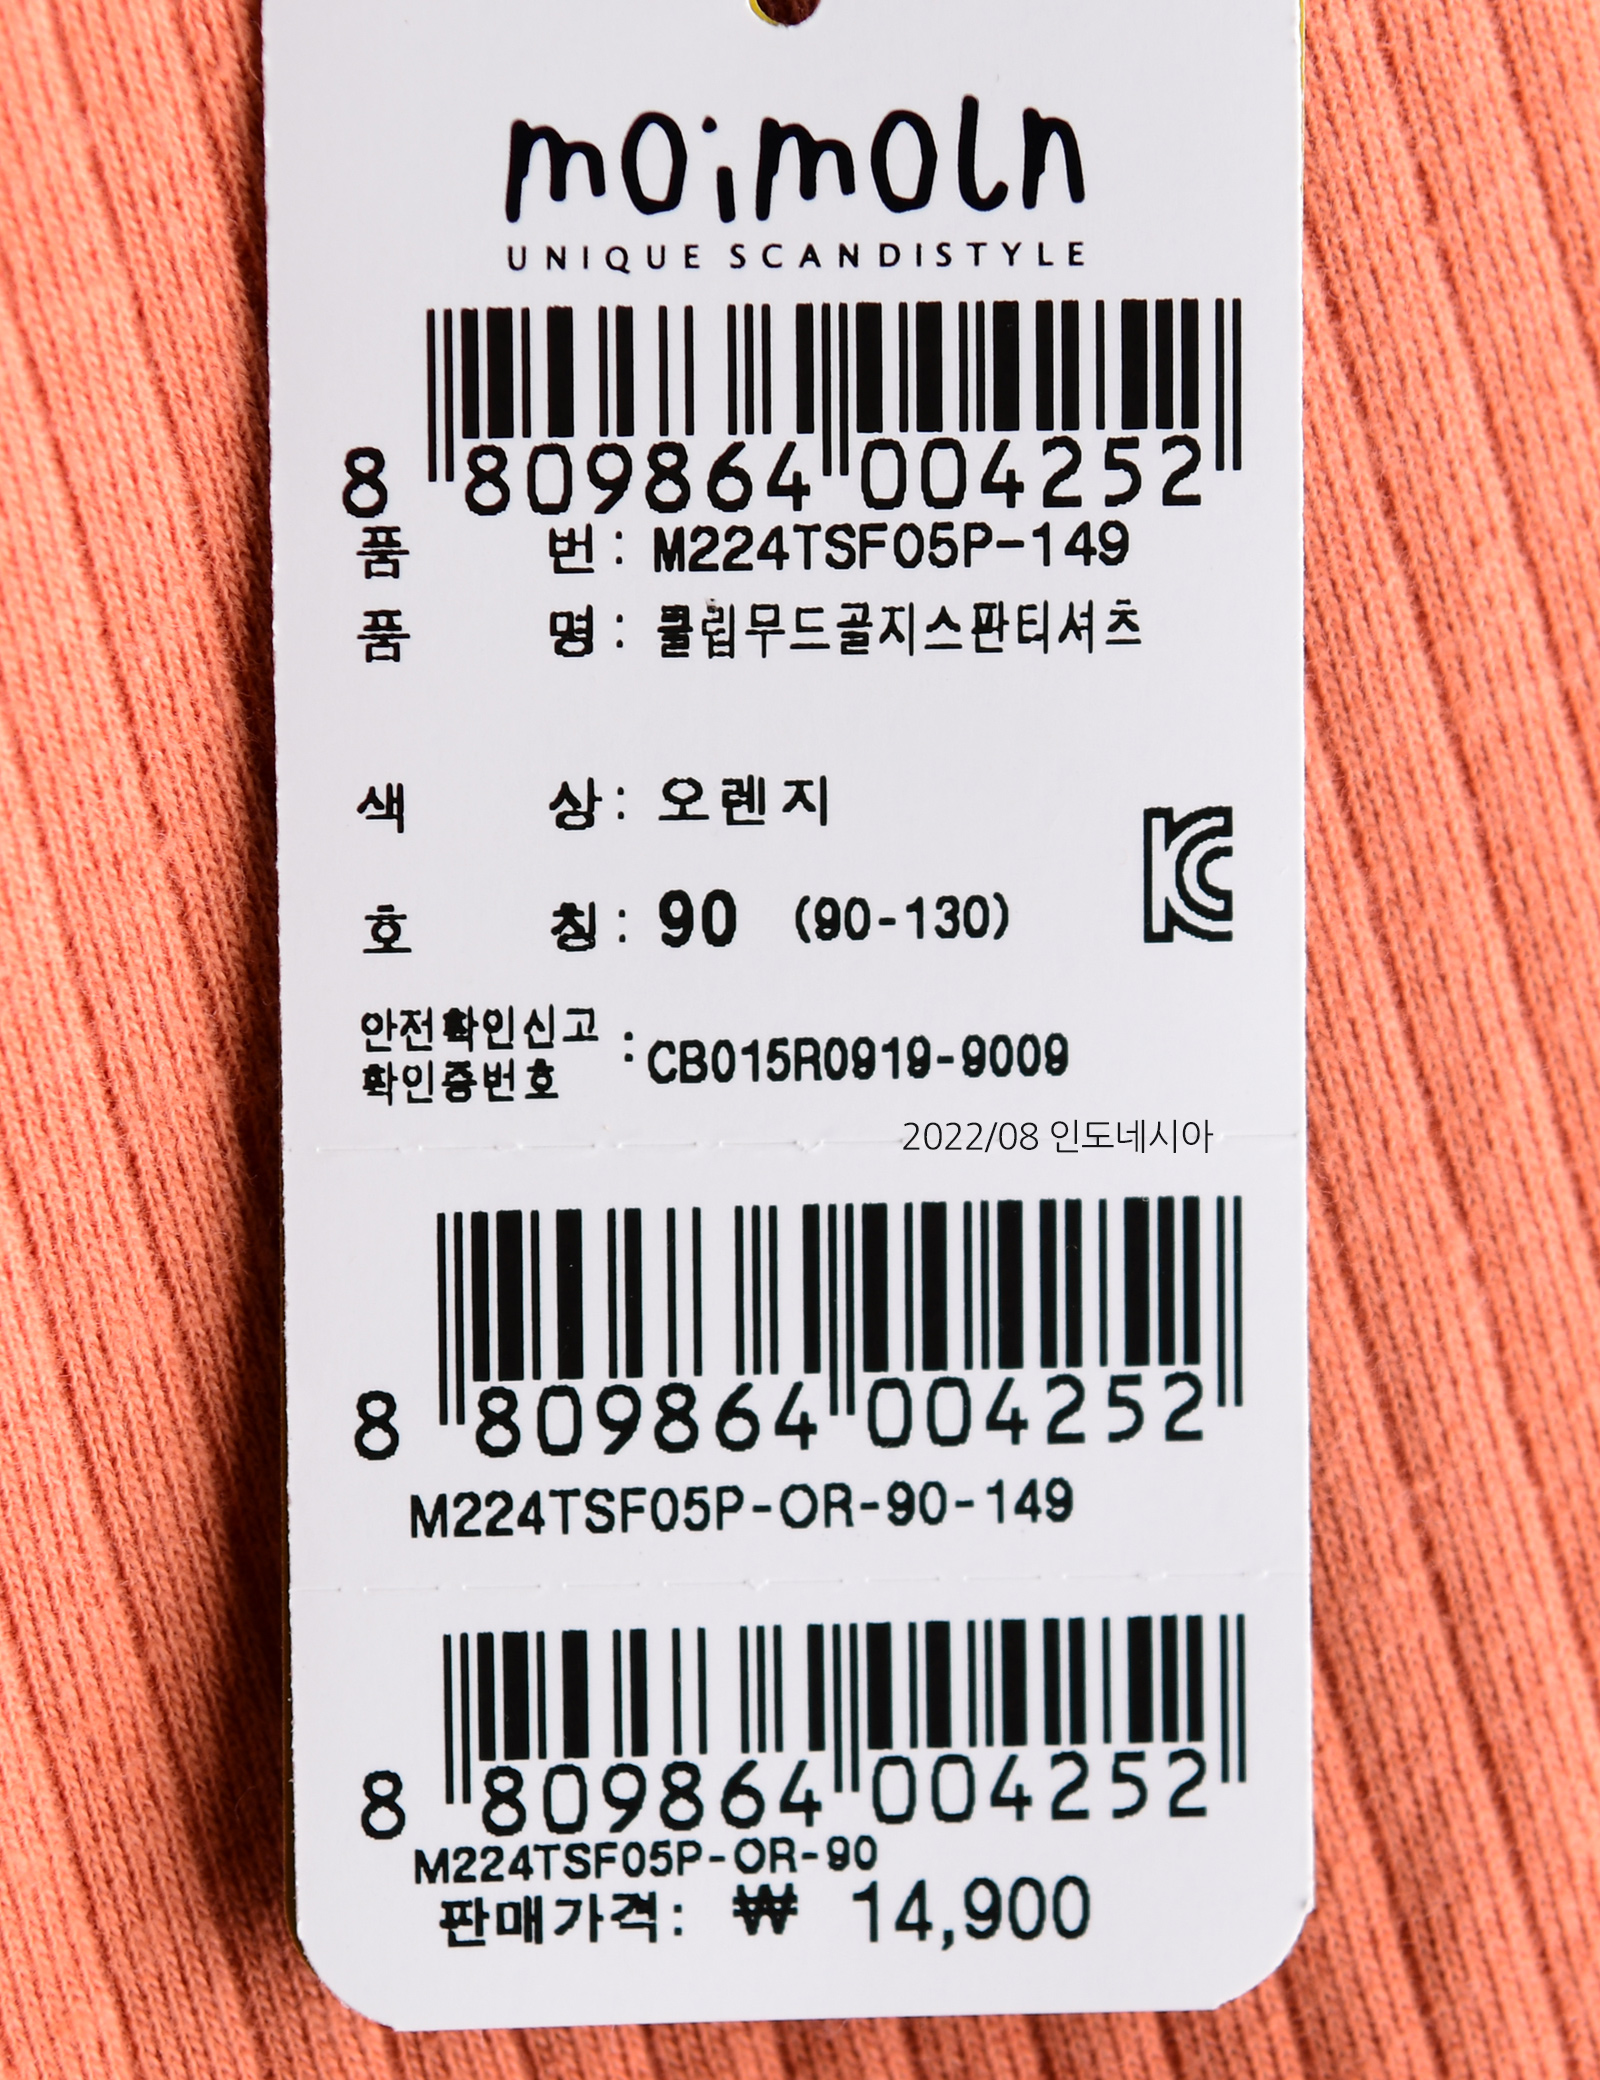 moimoln
UNIQUE SCANDISTYLE
8 809864 004252
품 번 : M224TSF05P-149
품 명 : 클립무드골지스판티셔츠
색 상 : 오렌지
호 칭 : 90 (90-130)
안전확인신고
확인증번호 : CB015R0919-9009
2022/08 인도네시아
8 809864 004252
M224TSF05P-OR-90-149
8 809864 004252
M224TSF05P-OR-90
판매가격: ₩ 14,900